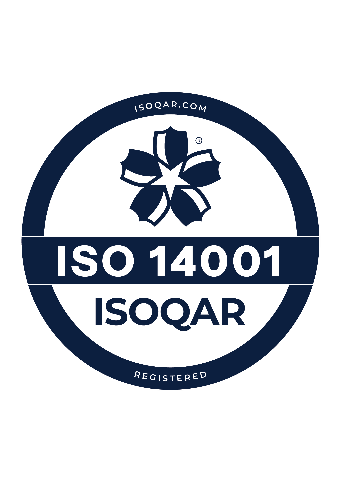 ISOQAR.COM
®
ISO 14001
ISOQAR
REGISTERED